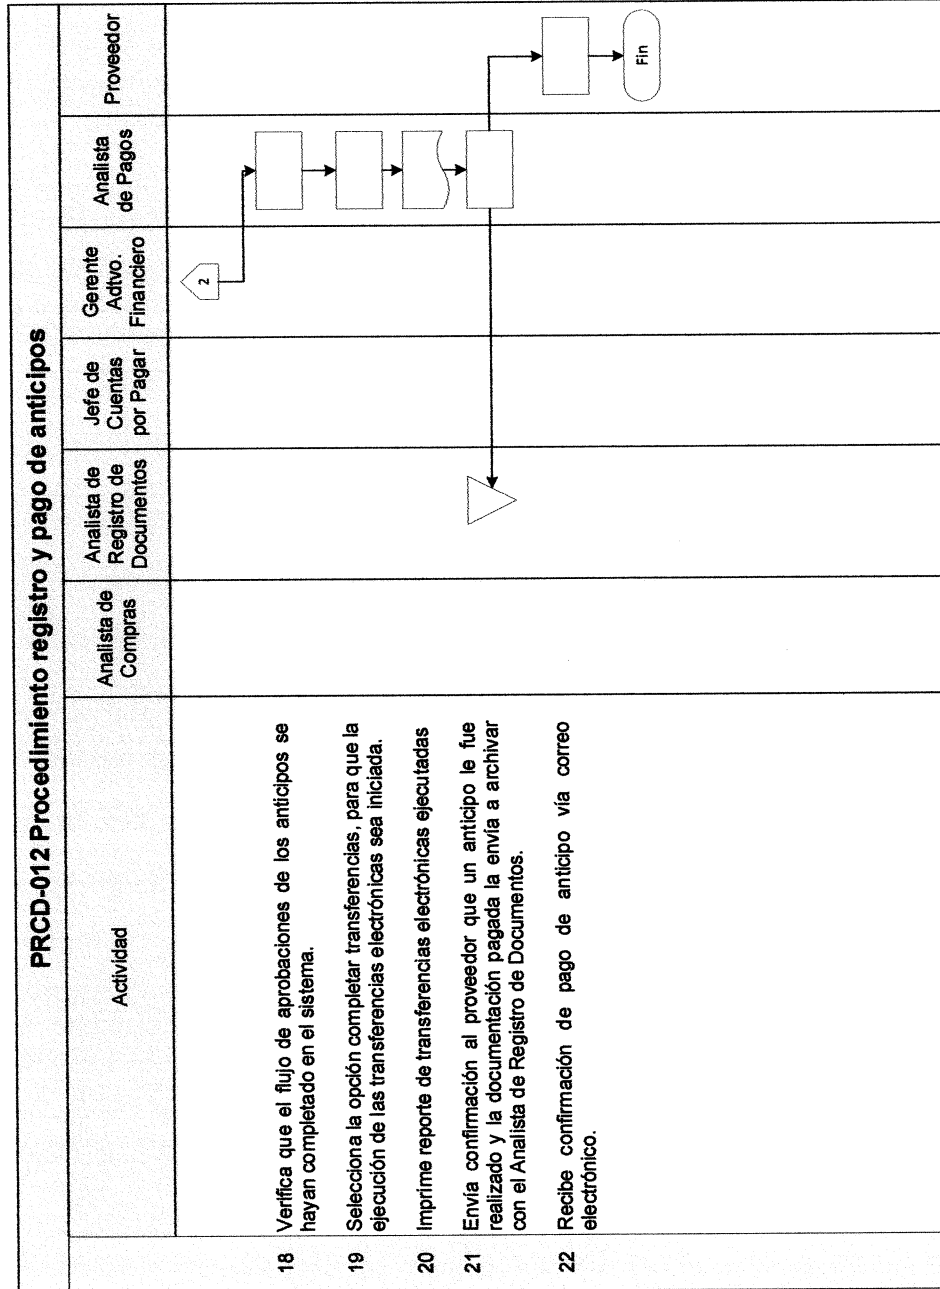 PRCD-012 Procedimiento registro y pago de anticipos
Actividad
Analista de
Compras
Analista de
Registro de
Documentos
Jefe de
Cuentas
por Pagar
Gerente
Adtvo.
Financiero
Analista
de Pagos
Proveedor
2
18 Verifica que el flujo de aprobaciones de los anticipos se
hayan completado en el sistema.
19 Selecciona la opción completar transferencias, para que la
ejecución de las transferencias electrónicas sea iniciada.
20 Imprime reporte de transferencias electrónicas ejecutadas
21 Envía confirmación al proveedor que un anticipo le fue
realizado y la documentación pagada la envía a archivar
con el Analista de Registro de Documentos.
22 Recibe confirmación de pago de anticipo vía correo
electrónico.
Fin